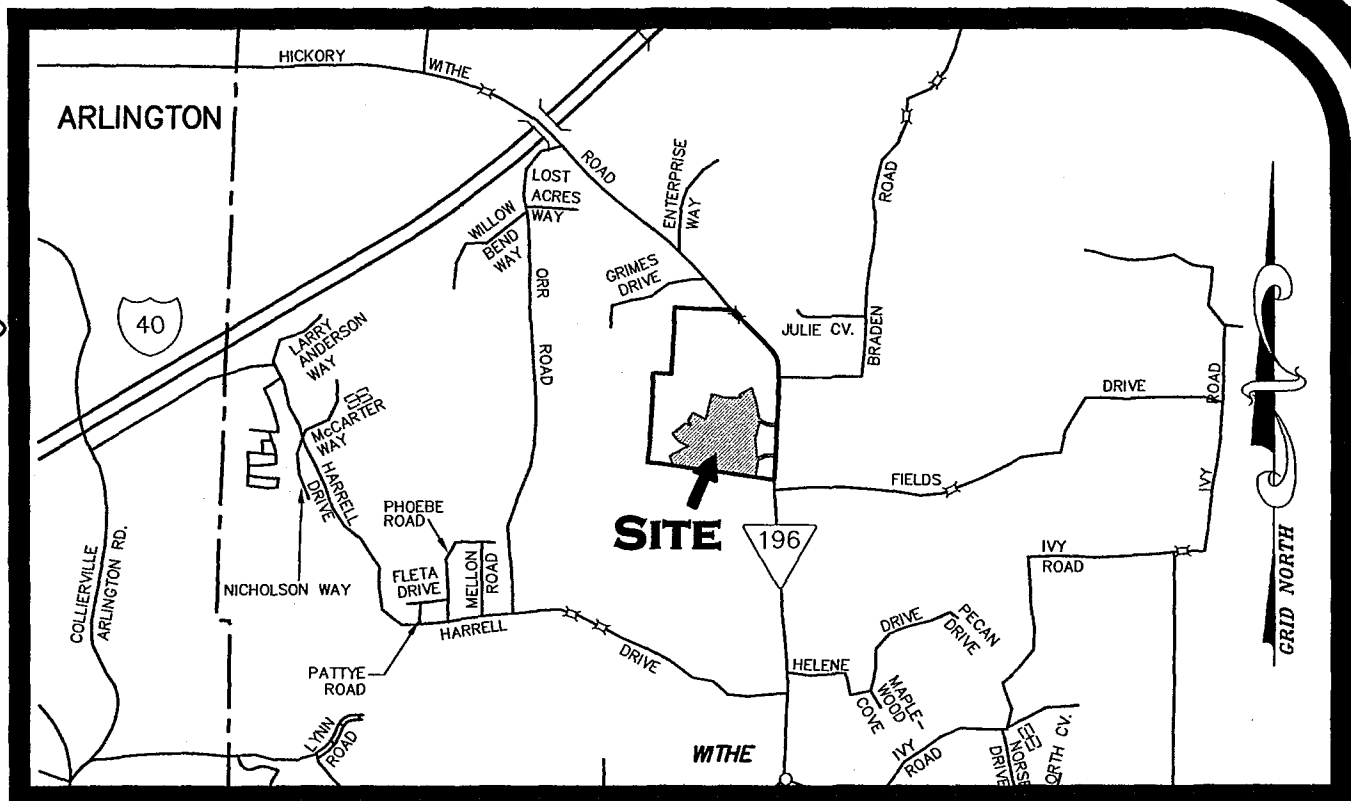 HICKORY
WITHE
ROAD
ARLINGTON
40
LOST
ACRES
WAY
WILLOW
BEND
WAY
ENTERPRISE
WAY
GRIMES
DRIVE
ROAD
JULIE CV.
BRADEN
ORR
ROAD
LARRY
ANDERSON
WAY
McCARTER
WAY
HARRELL
DRIVE
DRIVE
ROAD
IVY
FIELDS
SITE
196
PHOEBE
ROAD
FLETA
DRIVE
MELLON
ROAD
NICHOLSON WAY
COLLIERVILLE
ARLINGTON RD.
HARRELL
DRIVE
PATTYE
ROAD
LYNN
ROAD
IVY
ROAD
HELENE
COVE
DRIVE
PECAN
DRIVE
MAPLE-
WOOD
IVY
ROAD
NORSE
DRIVE
ORTH CV.
WITHE
GRID NORTH